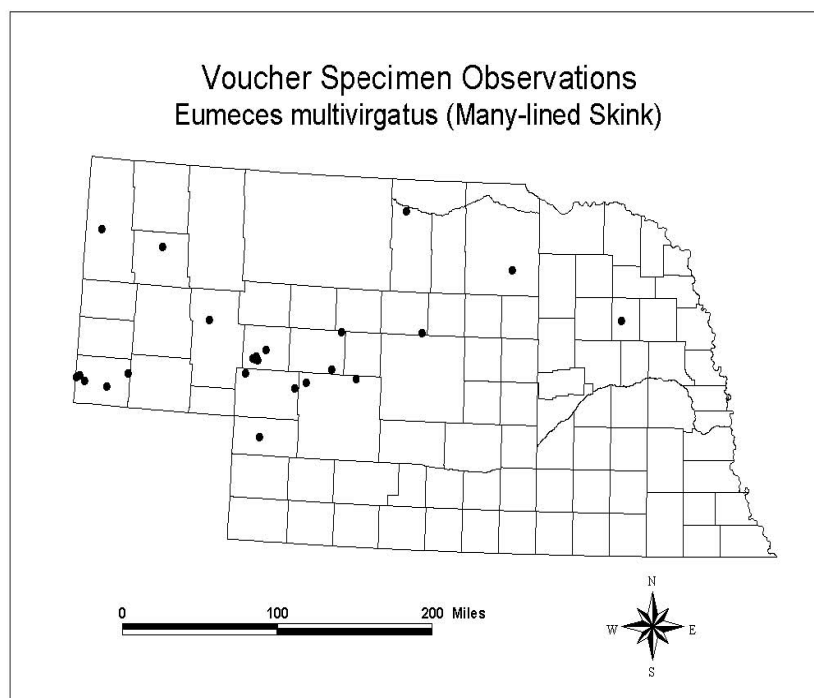 Voucher Specimen Observations
Eumeces multivirgatus (Many-lined Skink)
0 100 200 Miles
N
W E
S